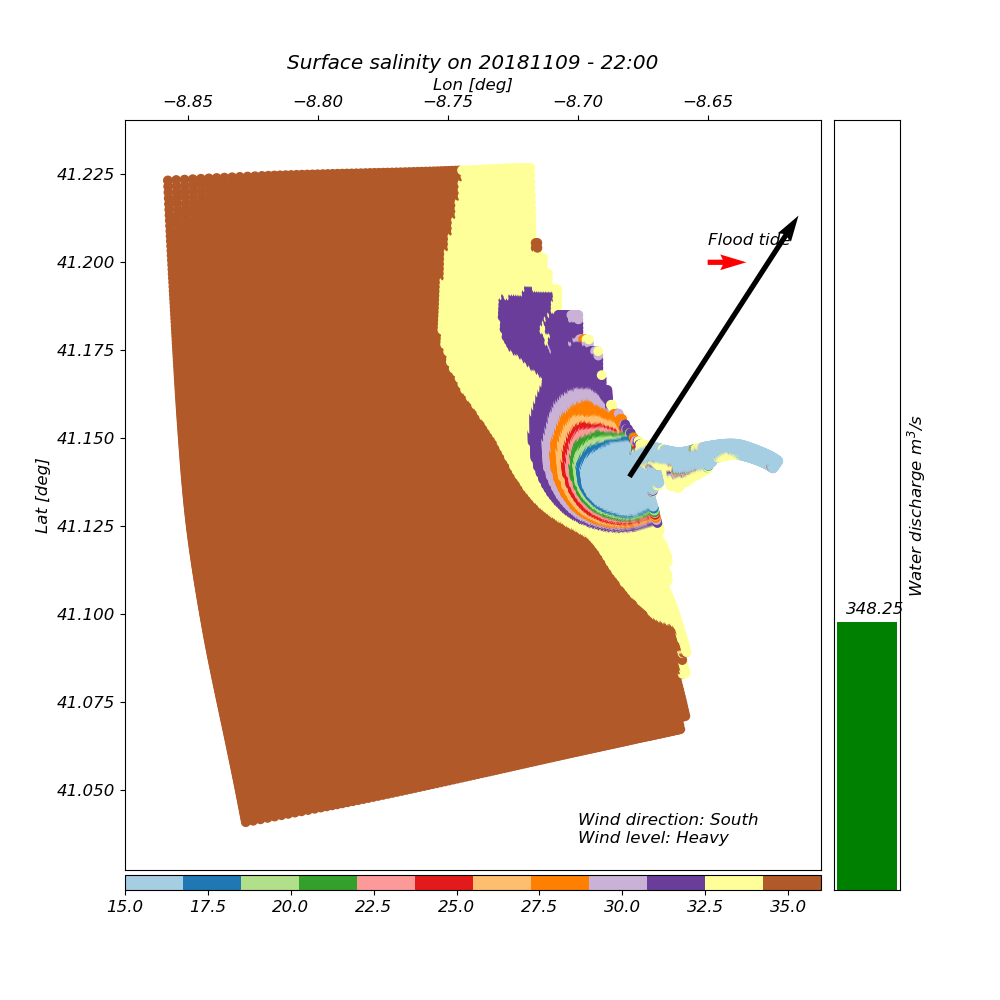 Surface salinity on 20181109 - 22:00
Lon [deg]
−8.85 −8.80 −8.75 −8.70 −8.65
41.225
41.200
41.175
41.150
41.125
41.100
41.075
41.050
Lat [deg]
Flood tide
Wind direction: South
Wind level: Heavy
348.25
Water discharge m³/s
15.0 17.5 20.0 22.5 25.0 27.5 30.0 32.5 35.0